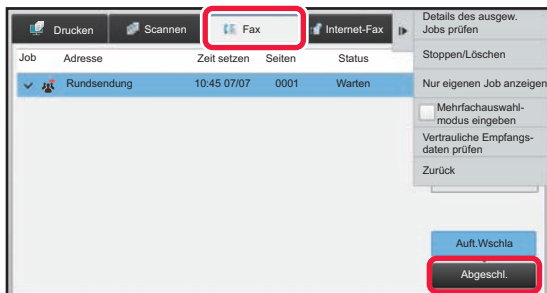 Drucken Scannen Fax Internet-Fax
Job Adresse Zeit setzen Seiten Status
Rundsendung 10:45 07/07 0001 Warten
Details des ausgew.
Jobs prüfen
Stoppen/Löschen
Nur eigenen Job anzeigen
Mehrfachauswahl-
modus eingeben
Vertrauliche Empfangs-
daten prüfen
Zurück
Auft.Wschla
Abgeschl.